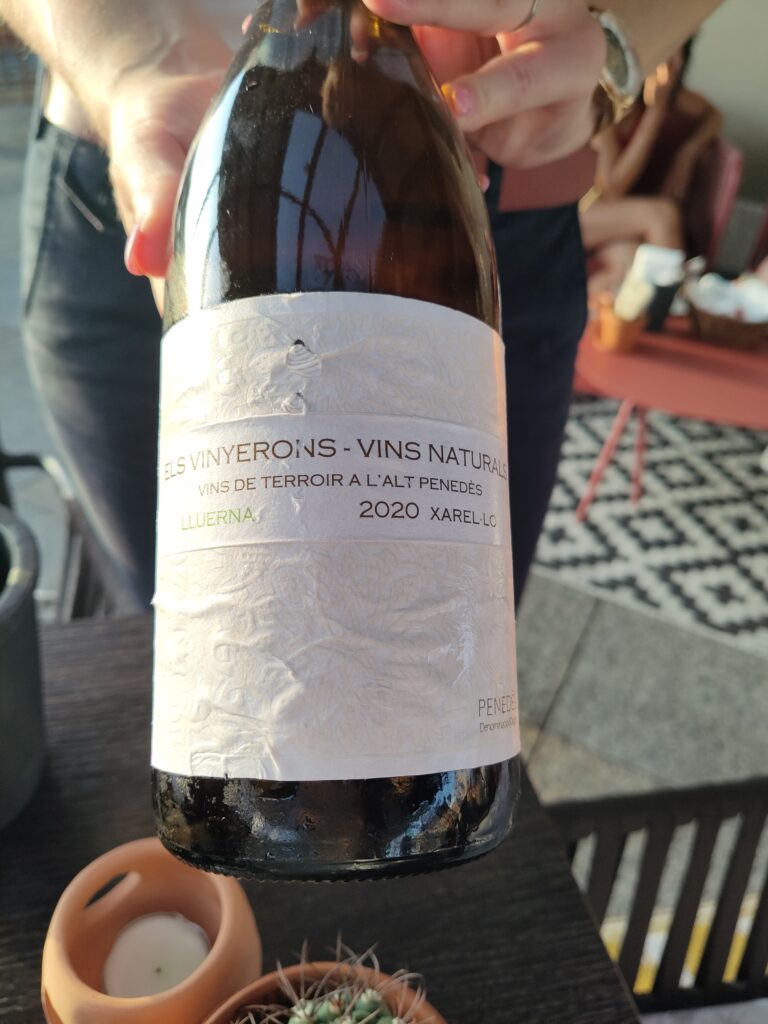 ELS VINYERONS - VINS NATURALS
VINS DE TERROIR A L'ALT PENEDÈS
LLUERNA 2020 XAREL-LO
PENEDÈS